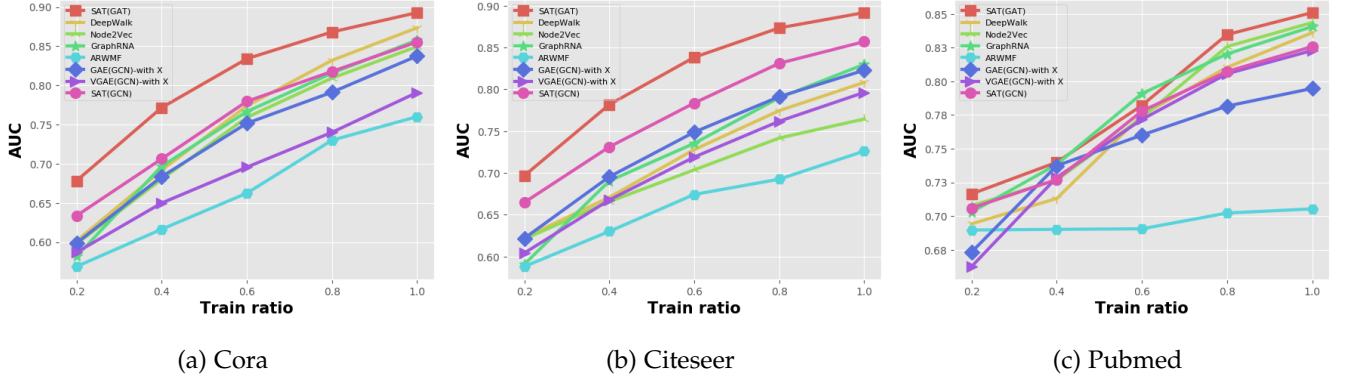 0.90
0.85
0.80
0.75
0.70
0.65
0.60
AUC
SAT(GAT)
DeepWalk
Node2Vec
GraphRNA
ARWMF
GAE(GCN)-with X
VGAE(GCN)-with X
SAT(GCN)
0.2 0.4 0.6 0.8 1.0
Train ratio
(a) Cora
0.90
0.85
0.80
0.75
0.70
0.65
0.60
AUC
SAT(GAT)
DeepWalk
Node2Vec
GraphRNA
ARWMF
GAE(GCN)-with X
VGAE(GCN)-with X
SAT(GCN)
0.2 0.4 0.6 0.8 1.0
Train ratio
(b) Citeseer
0.85
0.83
0.80
0.78
0.75
0.73
0.70
0.68
AUC
SAT(GAT)
DeepWalk
Node2Vec
GraphRNA
ARWMF
GAE(GCN)-with X
VGAE(GCN)-with X
SAT(GCN)
0.2 0.4 0.6 0.8 1.0
Train ratio
(c) Pubmed